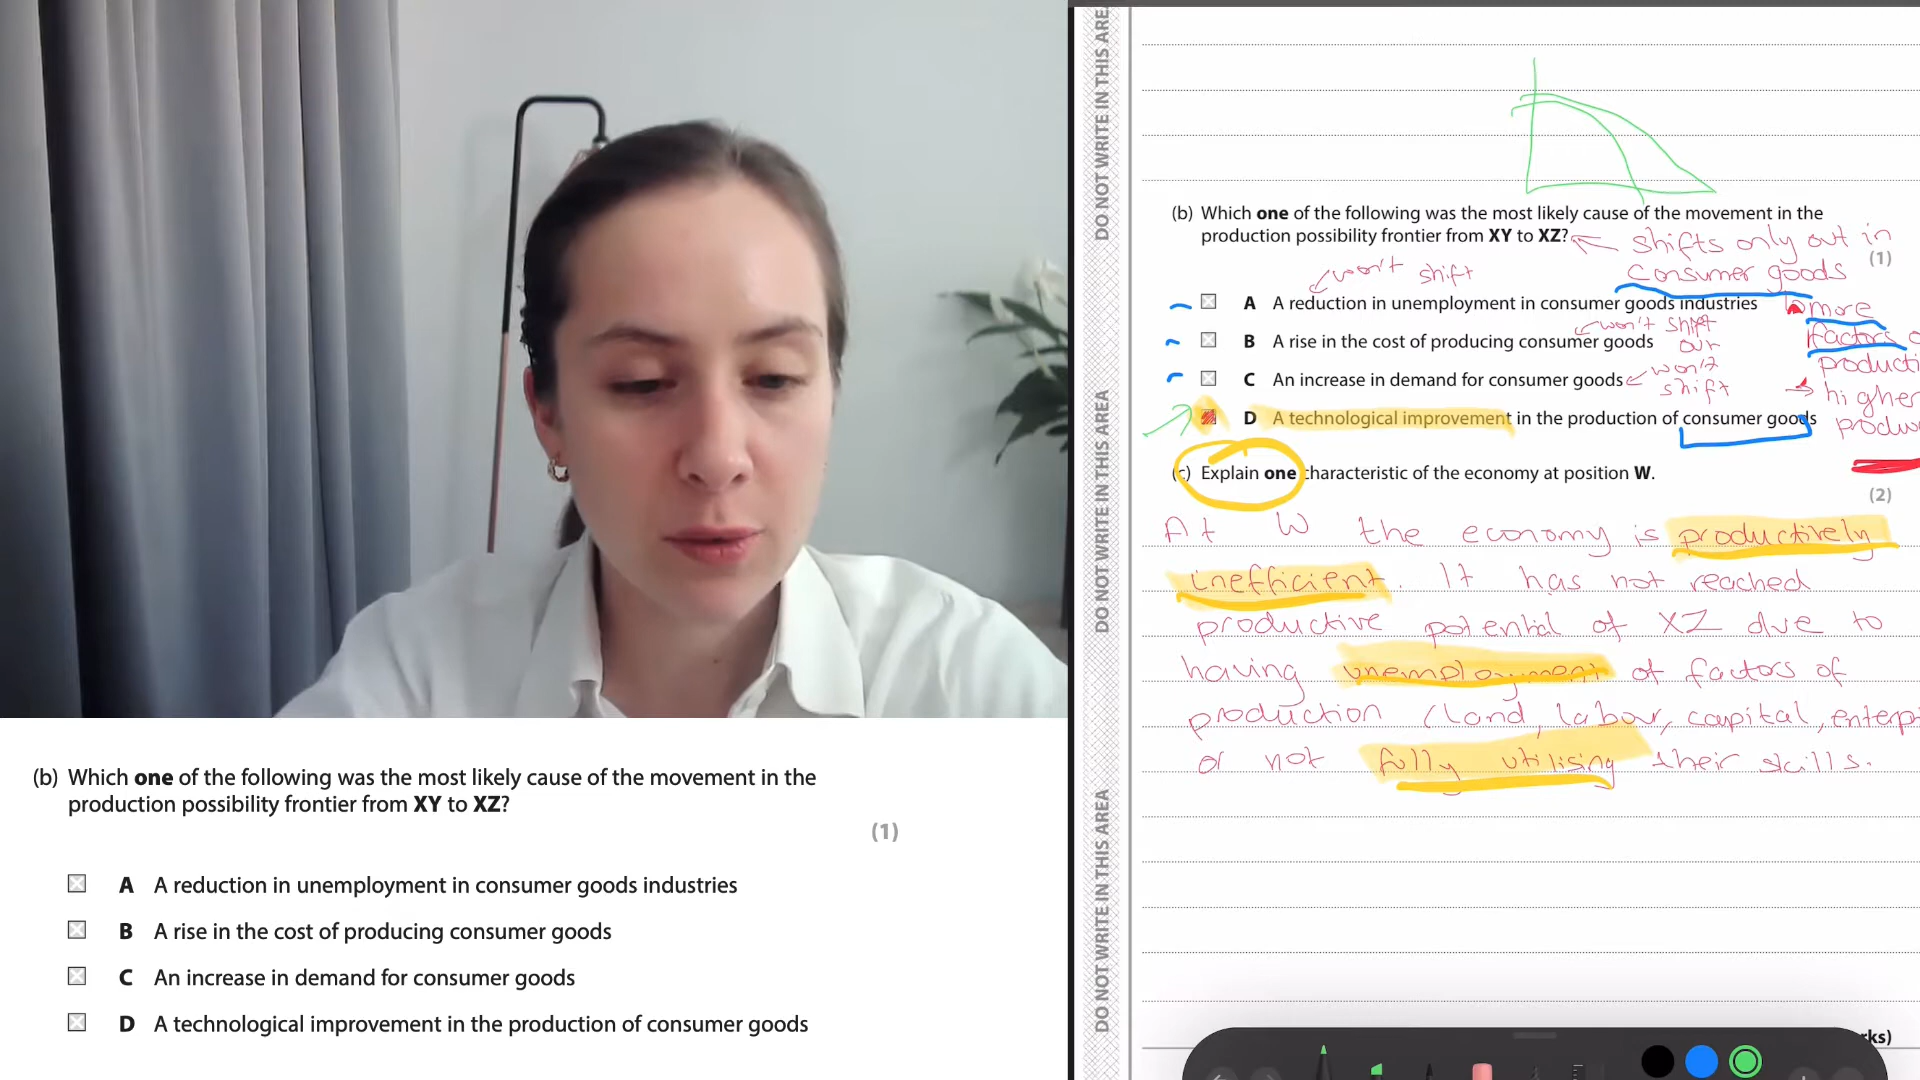 (b) Which one of the following was the most likely cause of the movement in the
production possibility frontier from XY to XZ?
(1)
A A reduction in unemployment in consumer goods industries
B A rise in the cost of producing consumer goods
C An increase in demand for consumer goods
D A technological improvement in the production of consumer goods
DO NOT WRITE IN THIS AREA
DO NOT WRITE IN THIS AREA
DO NOT WRITE IN THIS AREA
(b) Which one of the following was the most likely cause of the movement in the
production possibility frontier from XY to XZ?
shifts only out in
(1)
consumer goods
won't shift
A A reduction in unemployment in consumer goods industries
more
won't shift
out
factors
B A rise in the cost of producing consumer goods
producti
won't
shift
C An increase in demand for consumer goods
higher
D A technological improvement in the production of consumer goods
produc
(c) Explain one characteristic of the economy at position W.
(2)
At W the economy is productively
inefficient. It has not reached
productive potential of XZ due to
having unemployment of factors of
production (land, labour, capital, enterp
or not fully utilising their skills.
rks)